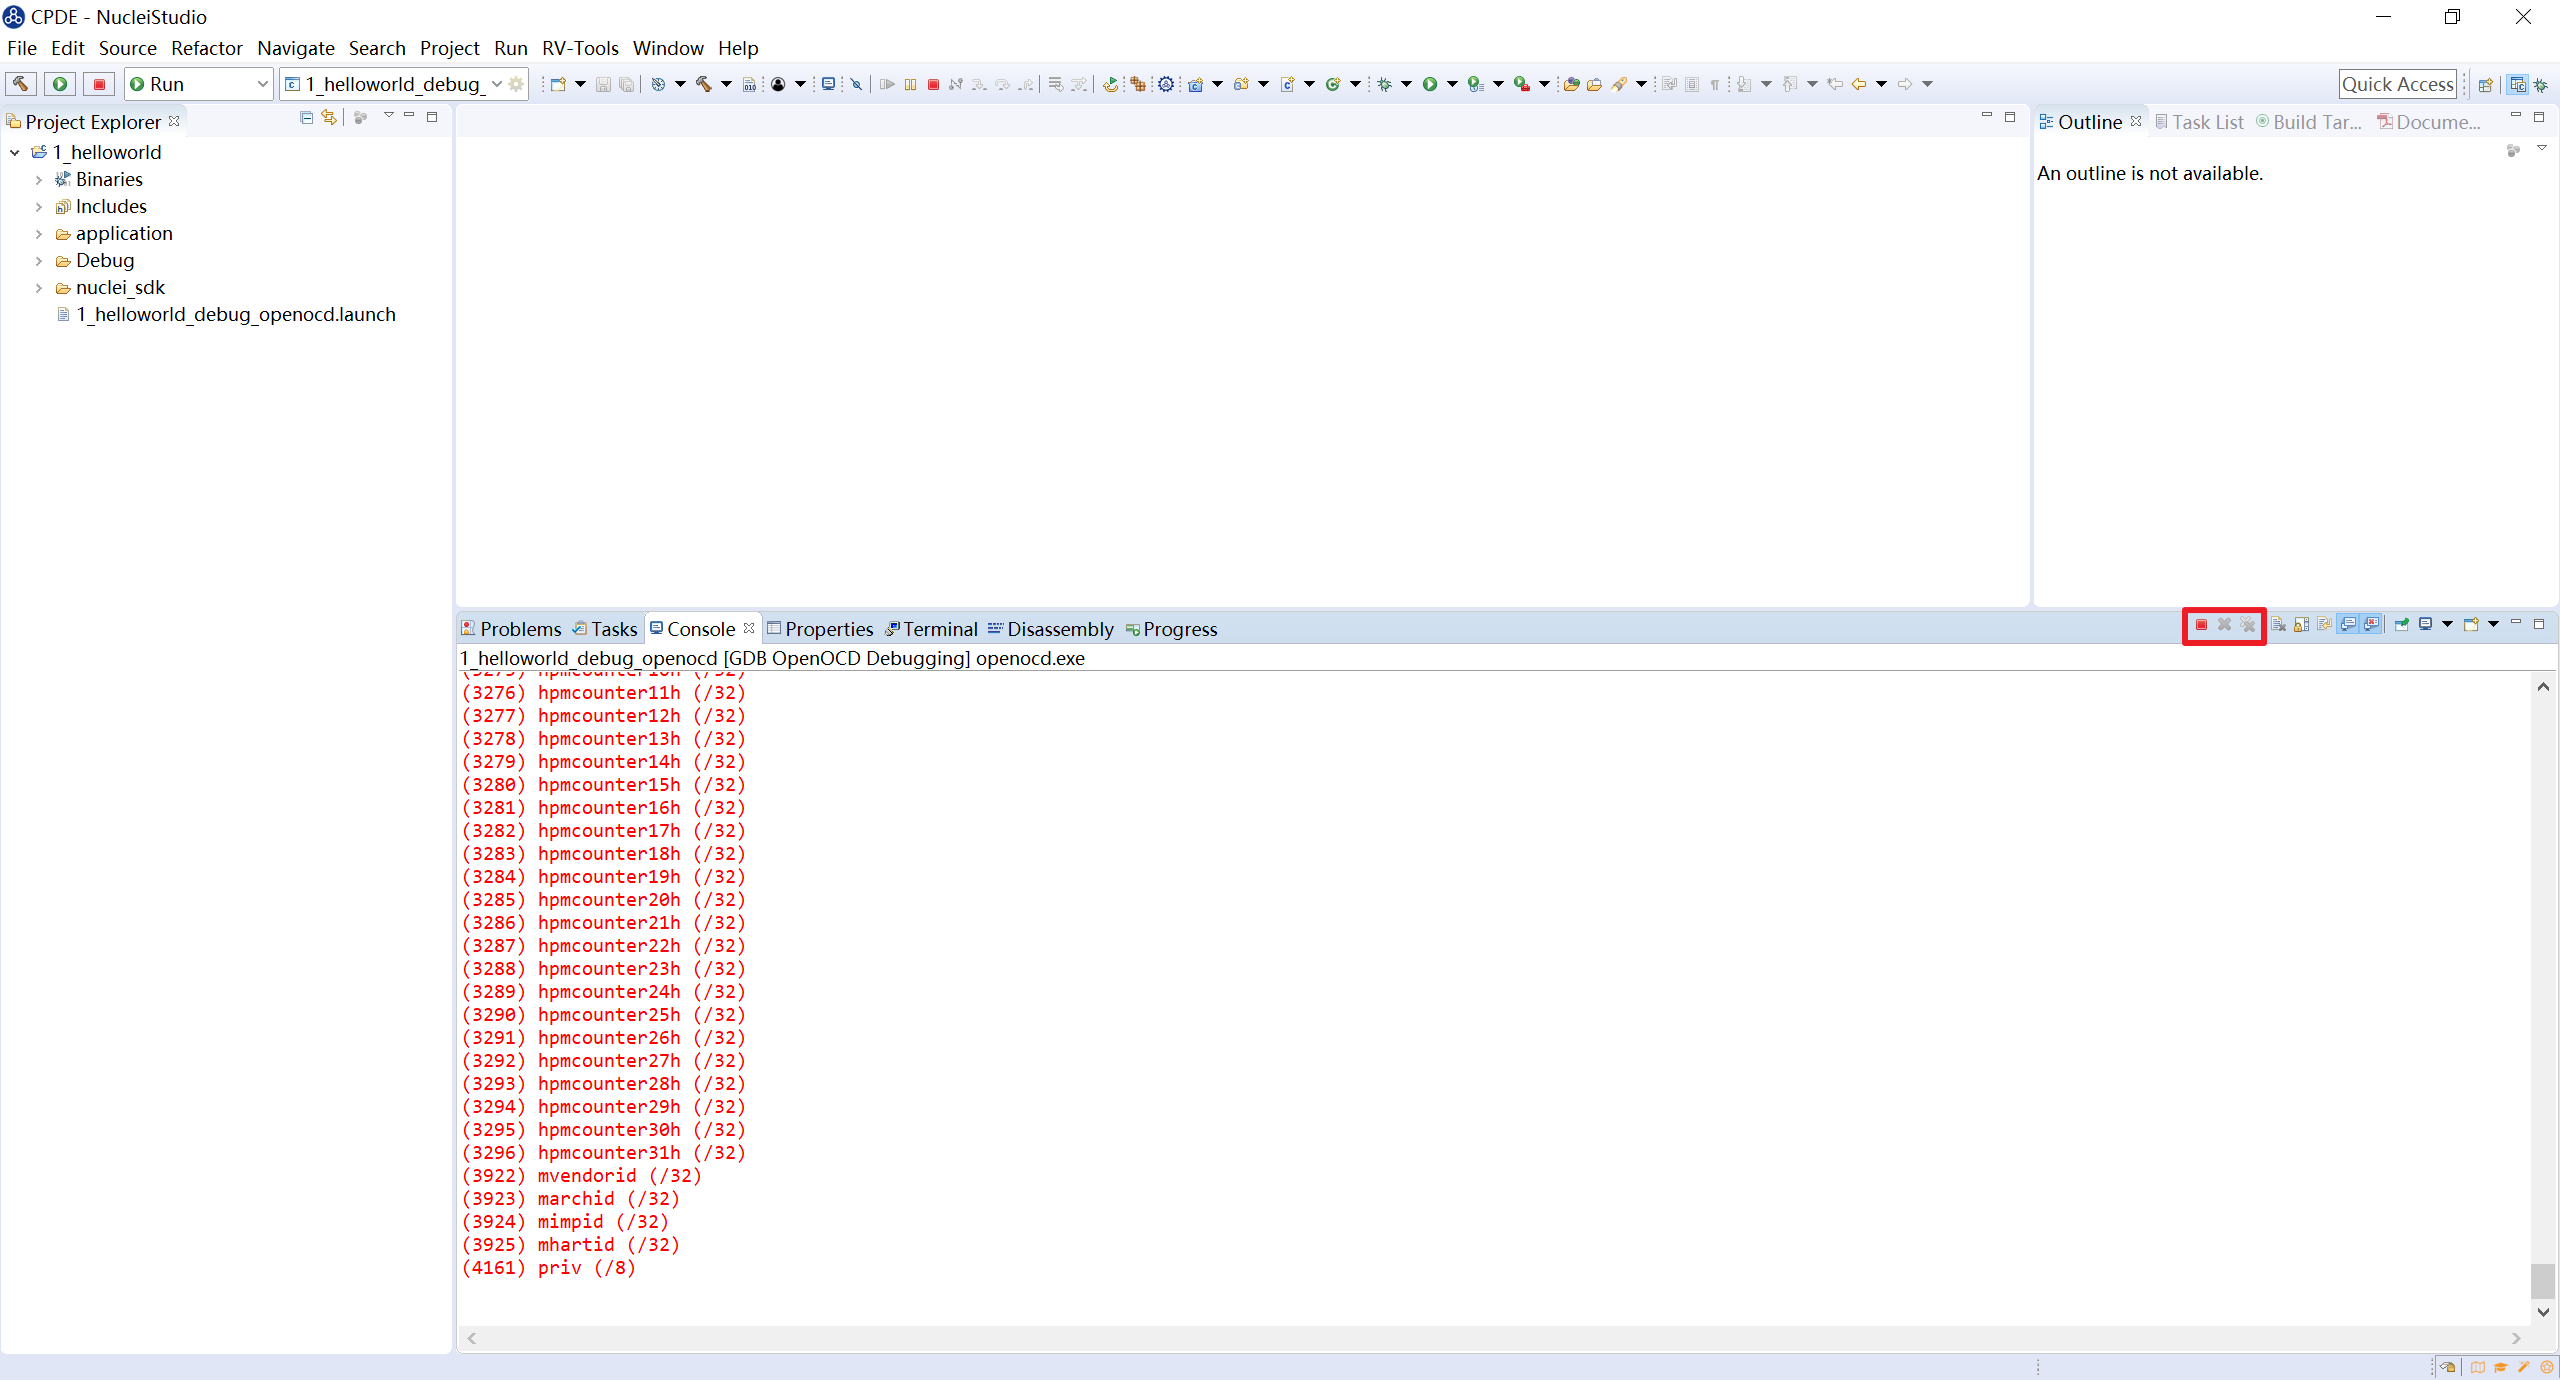 CPDE - NucleiStudio
File Edit Source Refactor Navigate Search Project Run RV-Tools Window Help
Run 1_helloworld_debug_ Quick Access
Project Explorer
1_helloworld
Binaries
Includes
application
Debug
nuclei_sdk
1_helloworld_debug_openocd.launch
Outline Task List Build Tar... Docume...
An outline is not available.
Problems Tasks Console Properties Terminal Disassembly Progress
1_helloworld_debug_openocd [GDB OpenOCD Debugging] openocd.exe
(3275) hpmcounter10h (/32)
(3276) hpmcounter11h (/32)
(3277) hpmcounter12h (/32)
(3278) hpmcounter13h (/32)
(3279) hpmcounter14h (/32)
(3280) hpmcounter15h (/32)
(3281) hpmcounter16h (/32)
(3282) hpmcounter17h (/32)
(3283) hpmcounter18h (/32)
(3284) hpmcounter19h (/32)
(3285) hpmcounter20h (/32)
(3286) hpmcounter21h (/32)
(3287) hpmcounter22h (/32)
(3288) hpmcounter23h (/32)
(3289) hpmcounter24h (/32)
(3290) hpmcounter25h (/32)
(3291) hpmcounter26h (/32)
(3292) hpmcounter27h (/32)
(3293) hpmcounter28h (/32)
(3294) hpmcounter29h (/32)
(3295) hpmcounter30h (/32)
(3296) hpmcounter31h (/32)
(3922) mvendorid (/32)
(3923) marchid (/32)
(3924) mimpid (/32)
(3925) mhartid (/32)
(4161) priv (/8)